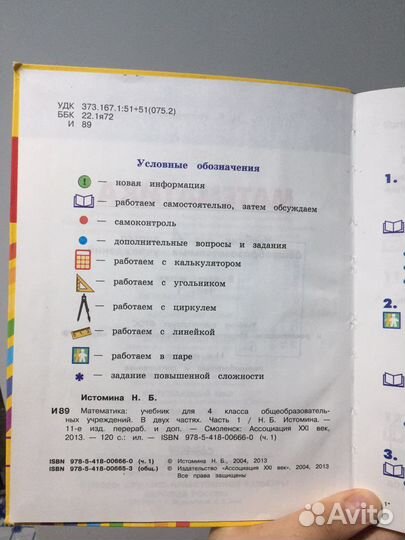 УДК 373.167.1:51+51(075.2)
ББК 22.1я72
И 89
Условные обозначения
! — новая информация
— работаем самостоятельно, затем обсуждаем
— самоконтроль
— дополнительные вопросы и задания
— работаем с калькулятором
— работаем с угольником
— работаем с циркулем
— работаем с линейкой
— работаем в паре
* — задание повышенной сложности
Истомина Н. Б.
И89 Математика: учебник для 4 класса общеобразователь-
ных учреждений. В двух частях. Часть 1 / Н. Б. Истомина. —
11-е изд. перераб. и доп. — Смоленск: Ассоциация XXI век,
2013. — 120 с.: ил. — ISBN 978-5-418-00666-0 (ч. 1)
ISBN 978-5-418-00666-0 (ч. 1)
ISBN 978-5-418-00665-3 (общ.)
© Истомина Н. Б., 2004, 2013
© Издательство «Ассоциация XXI век», 2004, 2013
Все права защищены
1.
2.
Avito